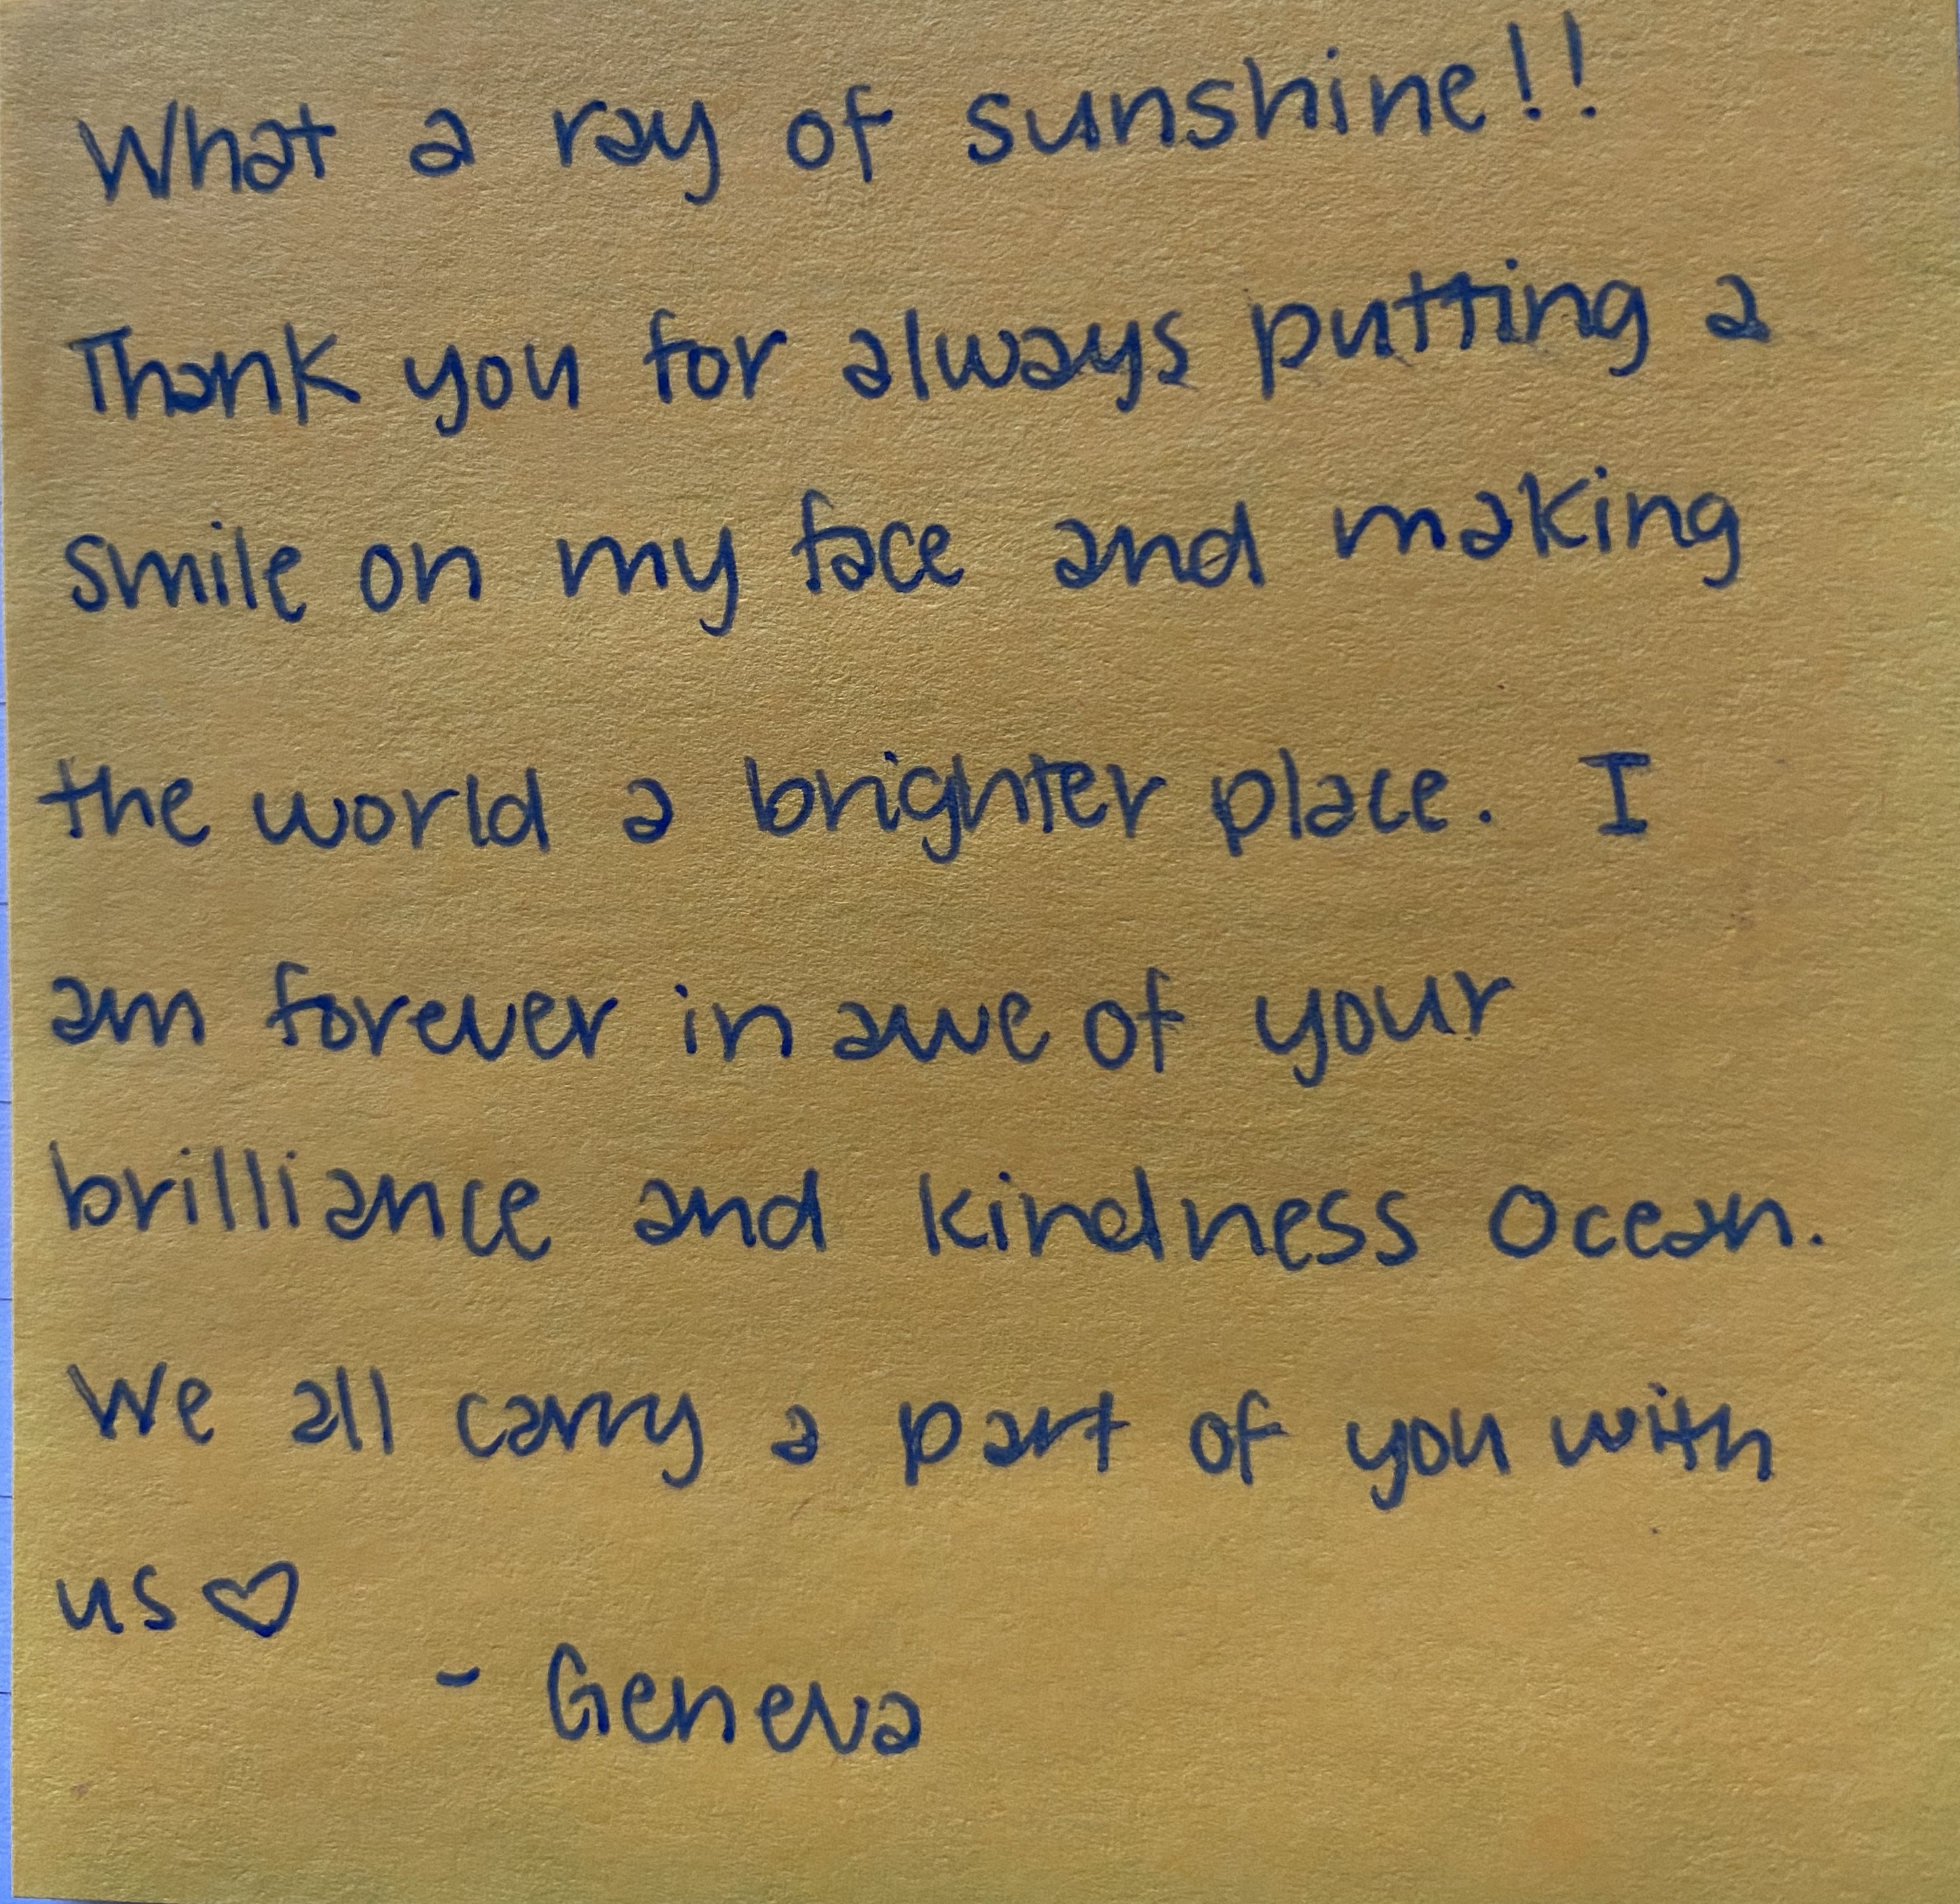 What a ray of sunshine!!
Thank you for always putting a
smile on my face and making
the world a brighter place. I
am forever in awe of your
brilliance and kindness Ocean.
We all carry a part of you with
us♡
- Geneva